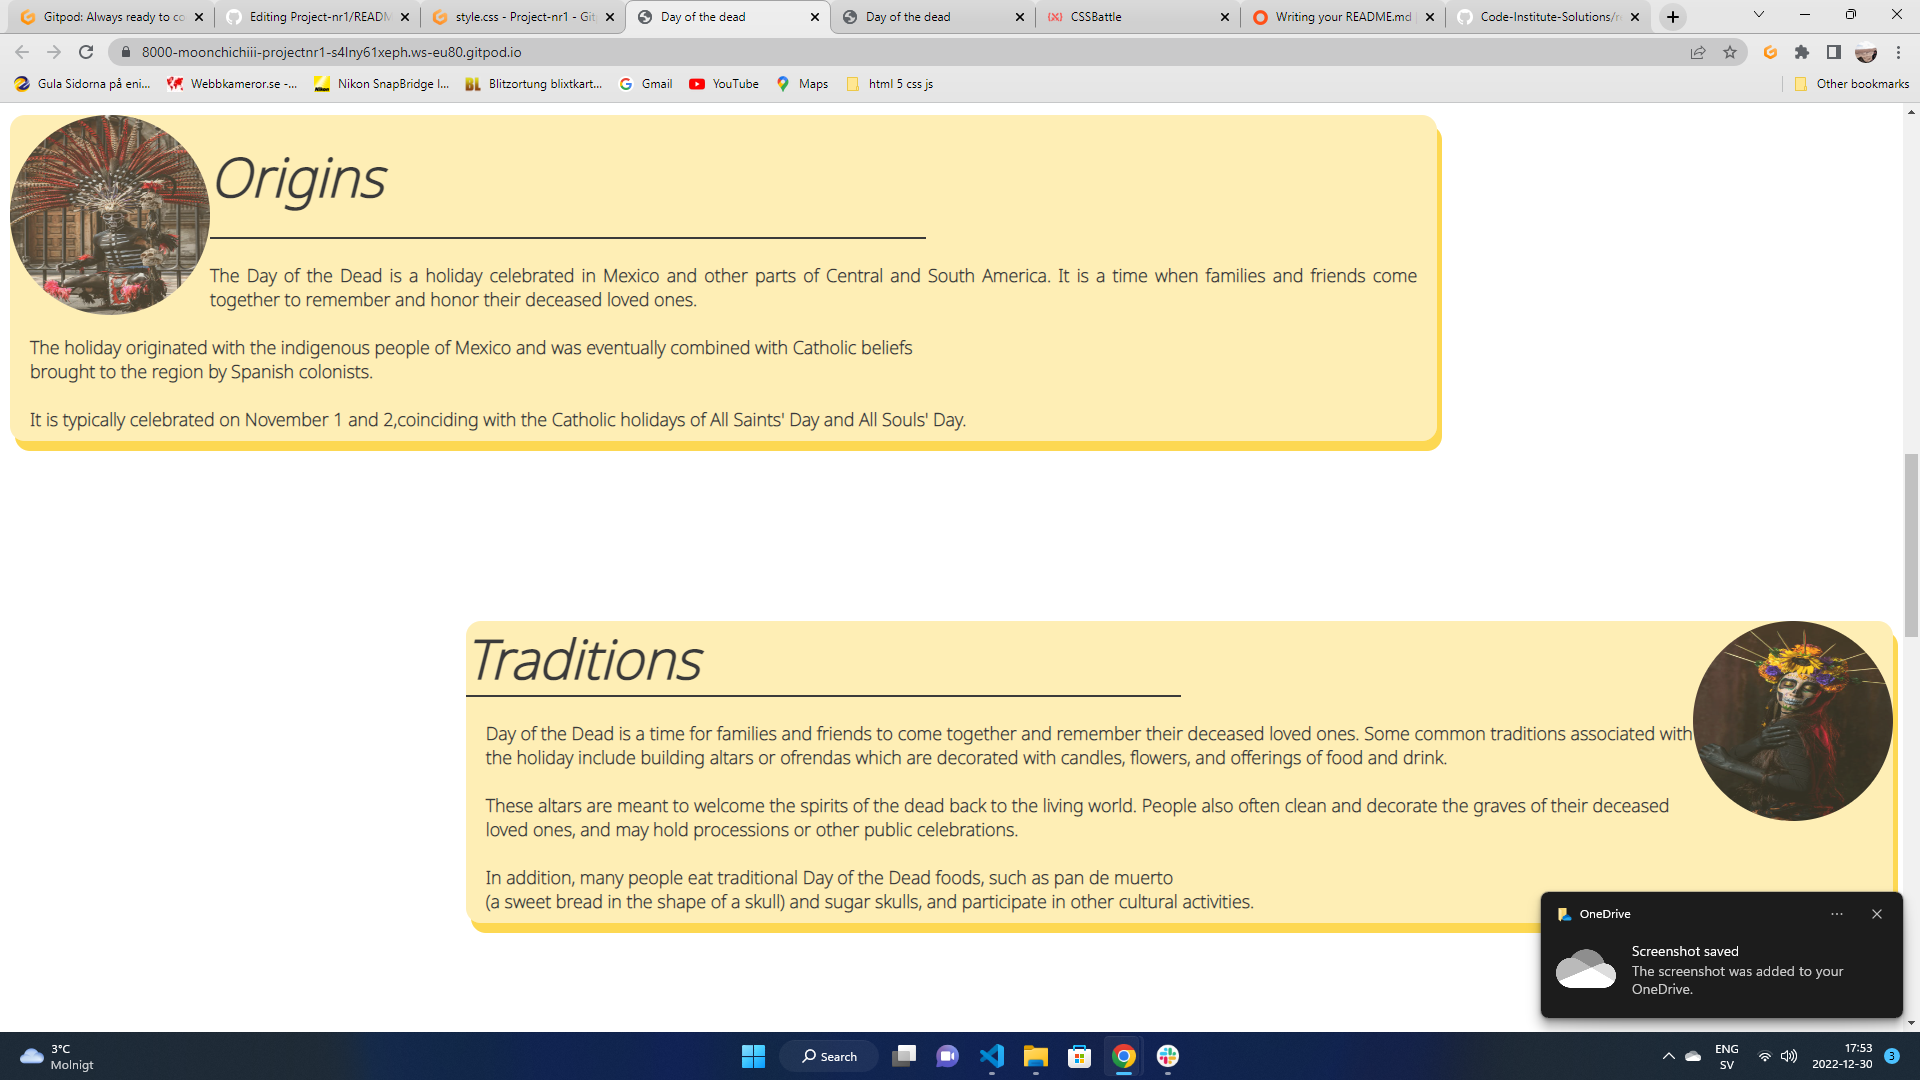 Gitpod: Always ready to co
Editing Project-nr1/READM
style.css - Project-nr1 - Git
Day of the dead
Day of the dead
CSSBattle
Writing your README.md
Code-Institute-Solutions/r
8000-moonchichiii-projectnr1-s4lny61xeph.ws-eu80.gitpod.io
Gula Sidorna på eni...
Webbkameror.se -...
Nikon SnapBridge I...
Blitzortung blixtkart...
Gmail
YouTube
Maps
html 5 css js
Other bookmarks
Origins
The Day of the Dead is a holiday celebrated in Mexico and other parts of Central and South America. It is a time when families and friends come
together to remember and honor their deceased loved ones.
The holiday originated with the indigenous people of Mexico and was eventually combined with Catholic beliefs
brought to the region by Spanish colonists.
It is typically celebrated on November 1 and 2,coinciding with the Catholic holidays of All Saints' Day and All Souls' Day.
Traditions
Day of the Dead is a time for families and friends to come together and remember their deceased loved ones. Some common traditions associated with
the holiday include building altars or ofrendas which are decorated with candles, flowers, and offerings of food and drink.
These altars are meant to welcome the spirits of the dead back to the living world. People also often clean and decorate the graves of their deceased
loved ones, and may hold processions or other public celebrations.
In addition, many people eat traditional Day of the Dead foods, such as pan de muerto
(a sweet bread in the shape of a skull) and sugar skulls, and participate in other cultural activities.
OneDrive
Screenshot saved
The screenshot was added to your
OneDrive.
3°C
Molnigt
Search
ENG
SV
17:53
2022-12-30
3